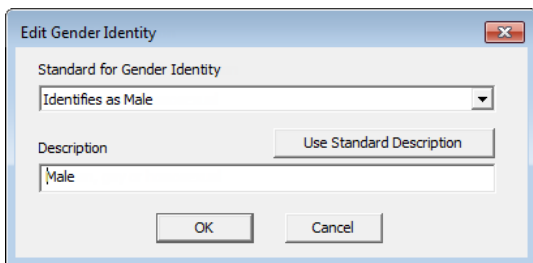 Edit Gender Identity
Standard for Gender Identity
Identifies as Male
Description
Use Standard Description
Male
OK
Cancel